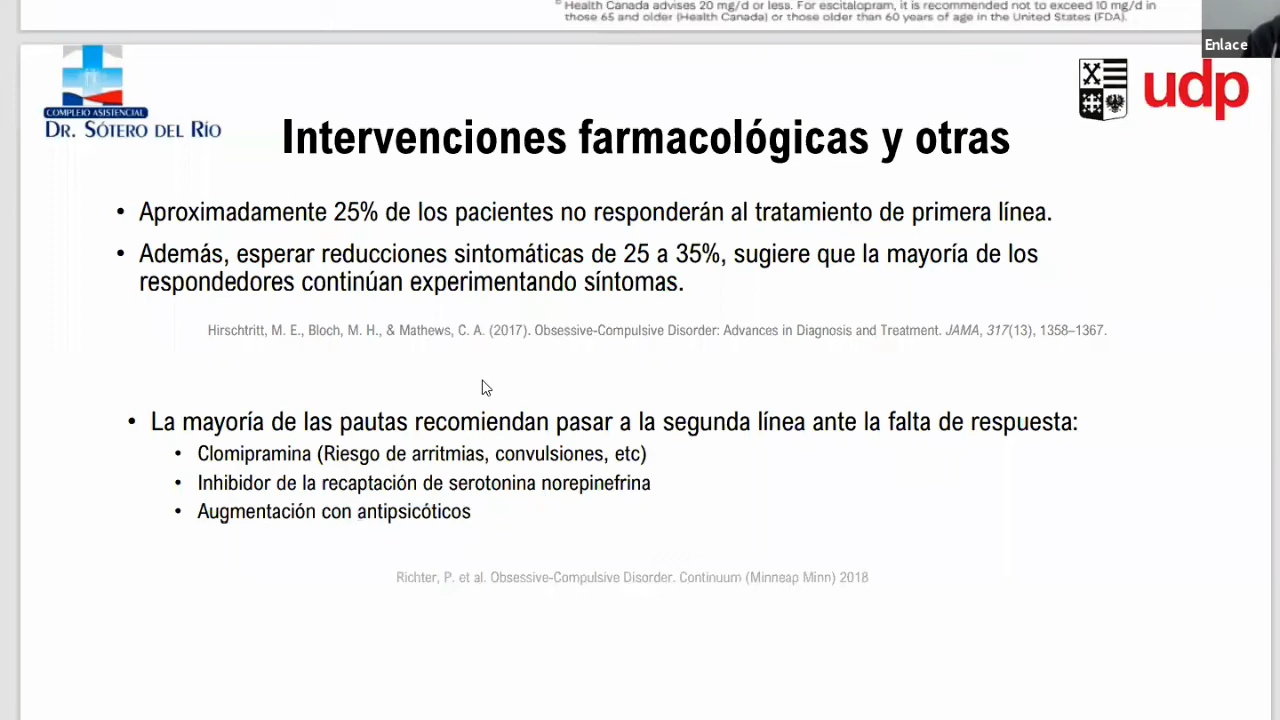 Health Canada advises 20 mg/d or less. For escitalopram, it is recommended not to exceed 10 mg/d in
those 65 and older (Health Canada) or those older than 60 years of age in the United States (FDA).
Enlace
COMPLEJO ASISTENCIAL
DR. SÓTERO DEL RÍO
udp
Intervenciones farmacológicas y otras
• Aproximadamente 25% de los pacientes no responderán al tratamiento de primera línea.
• Además, esperar reducciones sintomáticas de 25 a 35%, sugiere que la mayoría de los
respondedores continúan experimentando síntomas.
Hirschtritt, M. E., Bloch, M. H., & Mathews, C. A. (2017). Obsessive-Compulsive Disorder: Advances in Diagnosis and Treatment. JAMA, 317(13), 1358–1367.
• La mayoría de las pautas recomiendan pasar a la segunda línea ante la falta de respuesta:
• Clomipramina (Riesgo de arritmias, convulsiones, etc)
• Inhibidor de la recaptación de serotonina norepinefrina
• Augmentación con antipsicóticos
Richter, P. et al. Obsessive-Compulsive Disorder. Continuum (Minneap Minn) 2018